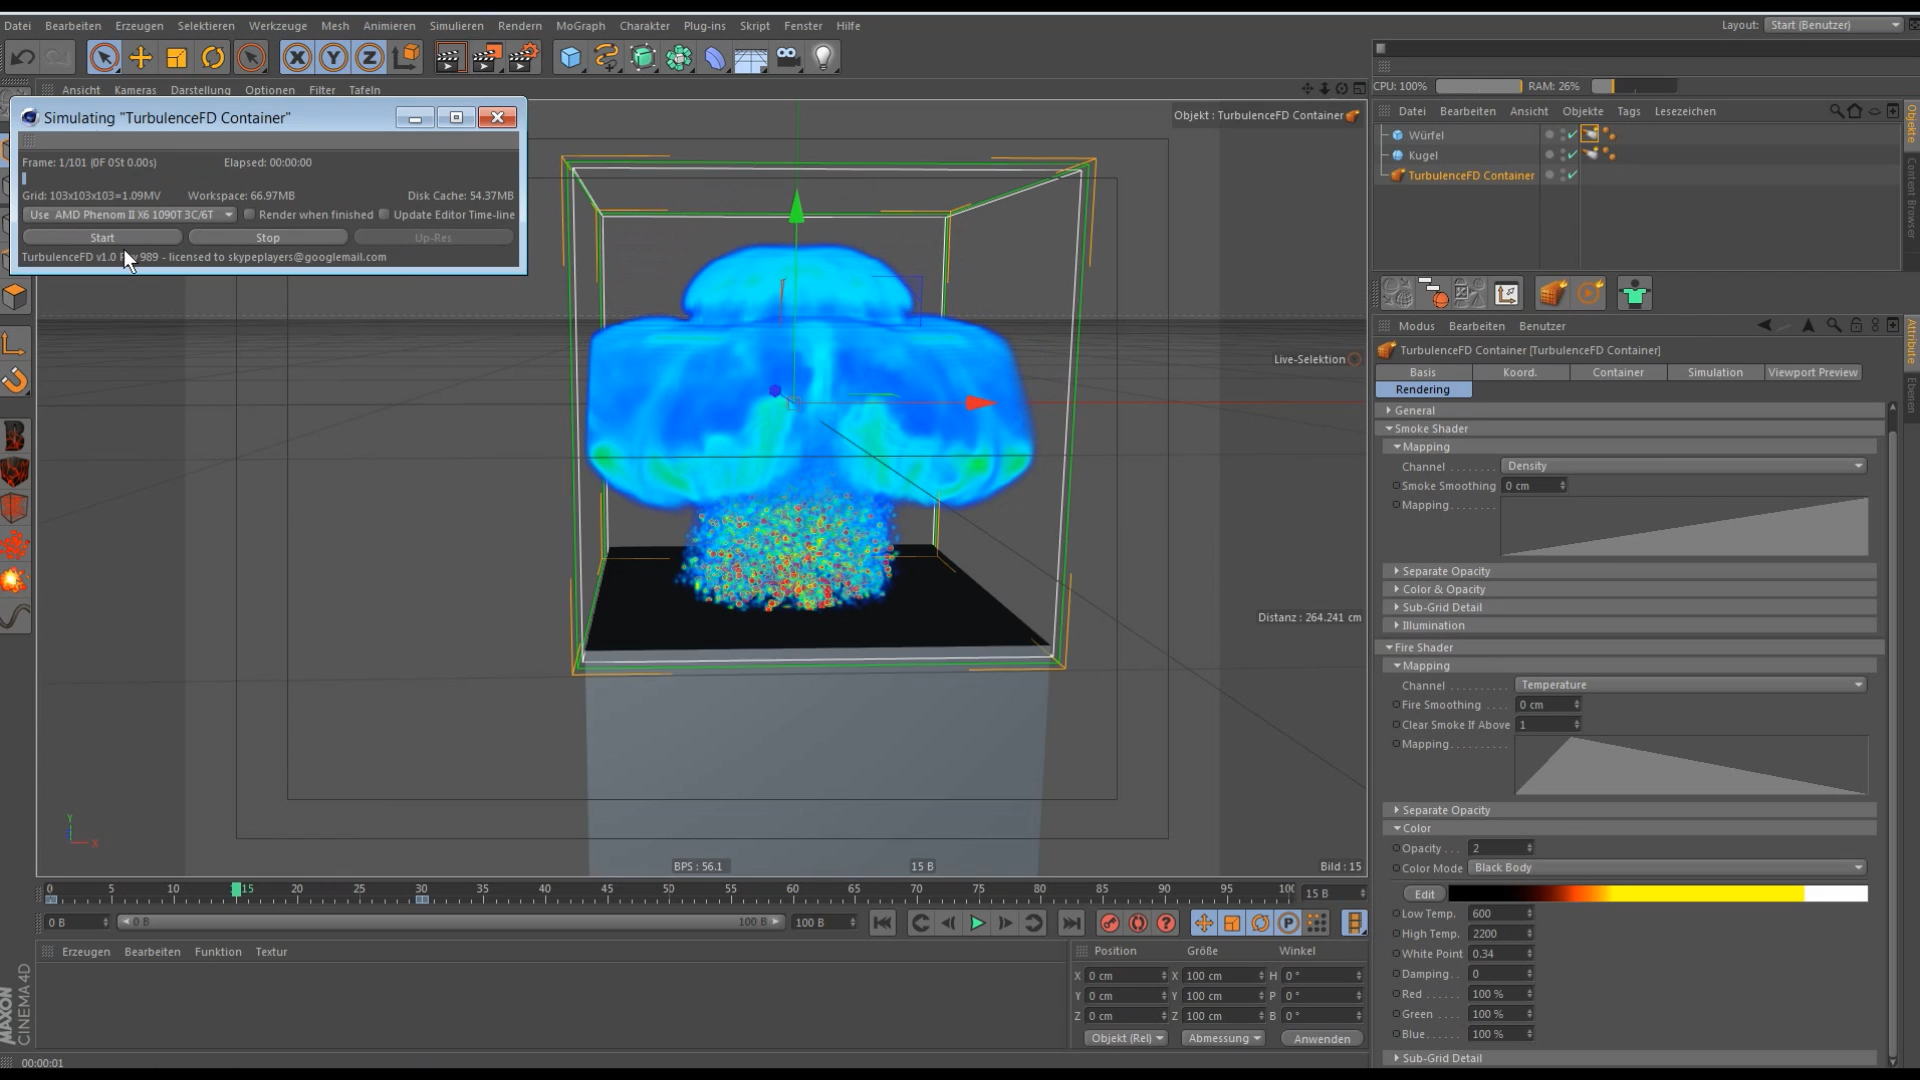 Datei Bearbeiten Erzeugen Selektieren Werkzeuge Mesh Animieren Simulieren Rendern MoGraph Charakter Plug-ins Skript Fenster Hilfe
Layout: Start (Benutzer)
CPU: 100% RAM: 26%
Ansicht Kameras Darstellung Optionen Filter Tafeln
Simulating "TurbulenceFD Container"
Frame: 1/101 (0F 0St 0.00s) Elapsed: 00:00:00
Grid: 103x103x103=1.09MV Workspace: 66.97MB Disk Cache: 54.37MB
Use AMD Phenom II X6 1090T 3C/6T Render when finished Update Editor Time-line
Start Stop Up-Res
TurbulenceFD v1.0 989 - licensed to skypeplayers@googlemail.com
Objekt : TurbulenceFD Container
Live-Selektion
Distanz : 264.241 cm
Y
X
BPS : 56.1 15 B Bild : 15
Datei Bearbeiten Ansicht Objekte Tags Lesezeichen
Würfel
Kugel
TurbulenceFD Container
Objekte
Content Browser
Modus Bearbeiten Benutzer
TurbulenceFD Container [TurbulenceFD Container]
Basis Koord. Container Simulation Viewport Preview
Rendering
Attribute
Ebenen
General
Smoke Shader
Mapping
Channel Density
Smoke Smoothing 0 cm
Mapping
Separate Opacity
Color & Opacity
Sub-Grid Detail
Illumination
Fire Shader
Mapping
Channel Temperature
Fire Smoothing 0 cm
Clear Smoke If Above 1
Mapping
Separate Opacity
Color
Opacity 2
Color Mode Black Body
Edit
Low Temp. 600
High Temp. 2200
White Point 0.34
Damping 0
Red 100 %
Green 100 %
Blue 100 %
Sub-Grid Detail
0 5 10 15 20 25 30 35 40 45 50 55 60 65 70 75 80 85 90 95 100 15 B
0 B 0 B 100 B 100 B
Erzeugen Bearbeiten Funktion Textur
Position Größe Winkel
X 0 cm X 100 cm H 0 °
Y 0 cm Y 100 cm P 0 °
Z 0 cm Z 100 cm B 0 °
Objekt (Rel) Abmessung Anwenden
MAXON
CINEMA 4D
00:00:01